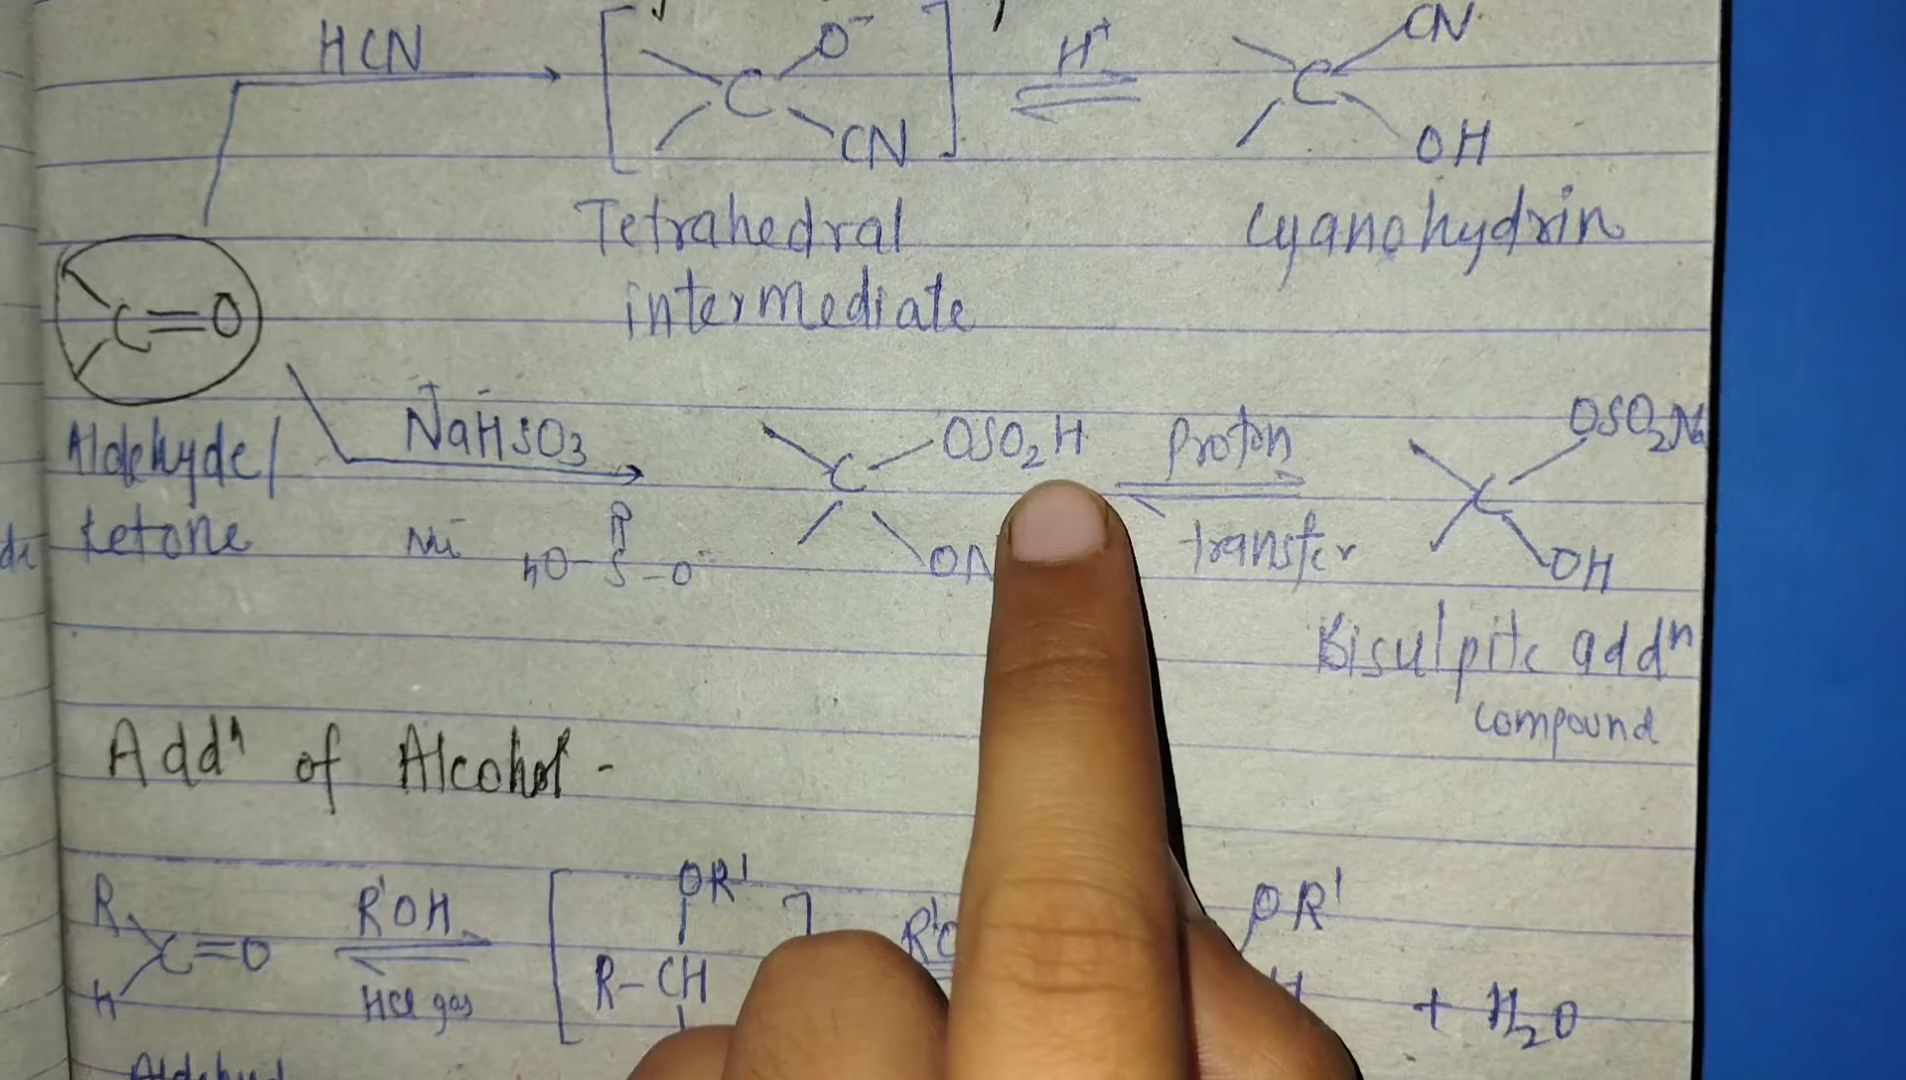 HCN
O⁻
C
CN
H⁺
CN
C
OH
Tetrahedral
intermediate
Cyanohydrin
C=O
Aldehyde/
ketone
NaHSO3
HO-S-O⁻
OSO2H
C
Proton
transfer
OSO2Na
C
OH
Bisulpite addn
compound
Addn of Alcohol -
R
C=O
H
R'OH
HCl gas
OR'
R-CH
OR'
+ H2O